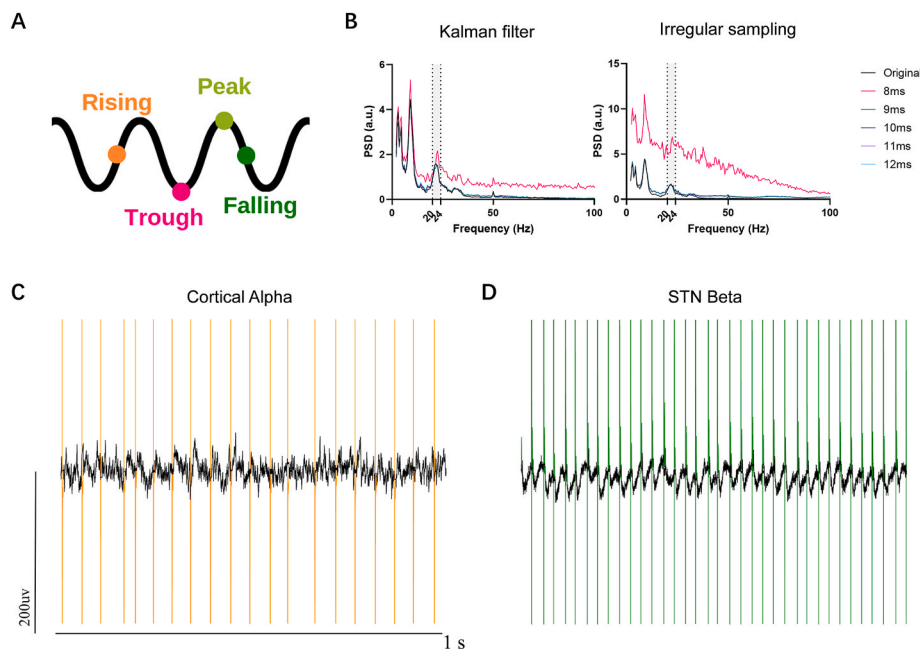 A
Rising
Peak
Trough
Falling
B
Kalman filter
PSD (a.u.)
6
4
2
0
0
20
24
50
100
Frequency (Hz)
Irregular sampling
PSD (a.u.)
15
10
5
0
0
20
24
50
100
Frequency (Hz)
Original
8ms
9ms
10ms
11ms
12ms
C
Cortical Alpha
200uv
1 s
D
STN Beta